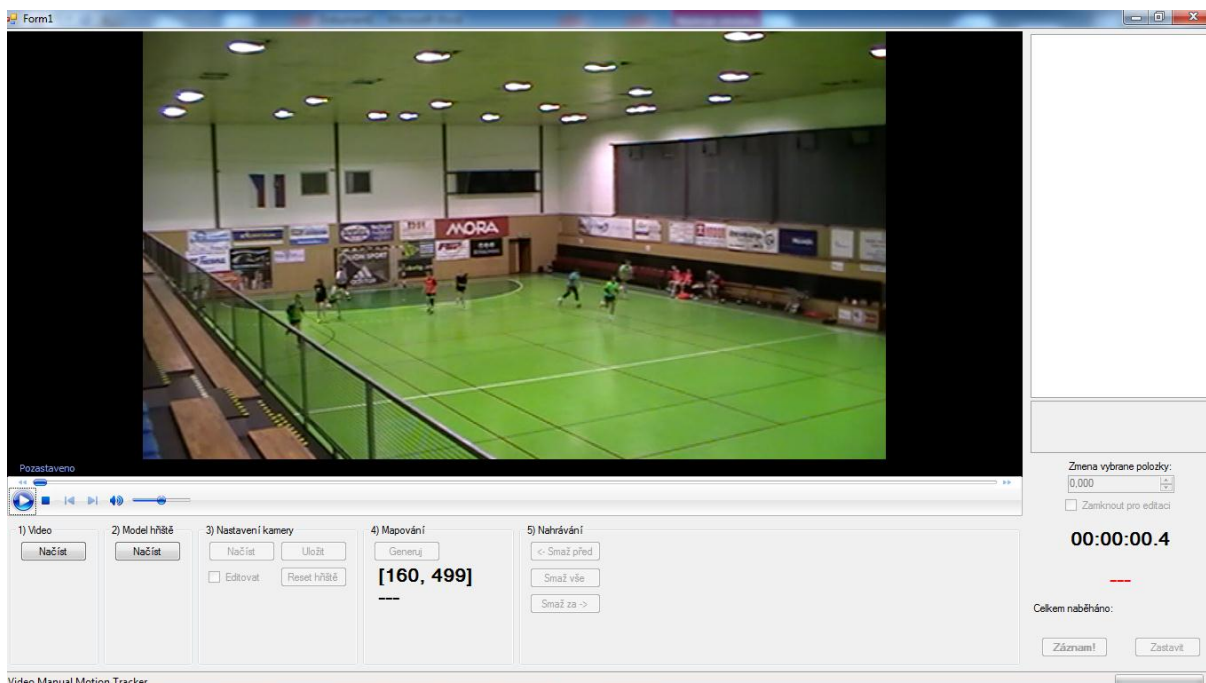 Form1
MORA
JOON SPORT
Pozastaveno
1) Video
Načíst
2) Model hřiště
Načíst
3) Nastavení kamery
Načíst
Uložit
Editovat
Reset hřiště
4) Mapování
Generuj
[160, 499]
---
5) Nahrávání
<- Smaž před
Smaž vše
Smaž za ->
Zmena vybrane polozky:
0,000
Zamknout pro editaci
00:00:00.4
---
Celkem naběháno:
Záznam!
Zastavit
Video Manual Motion Tracker